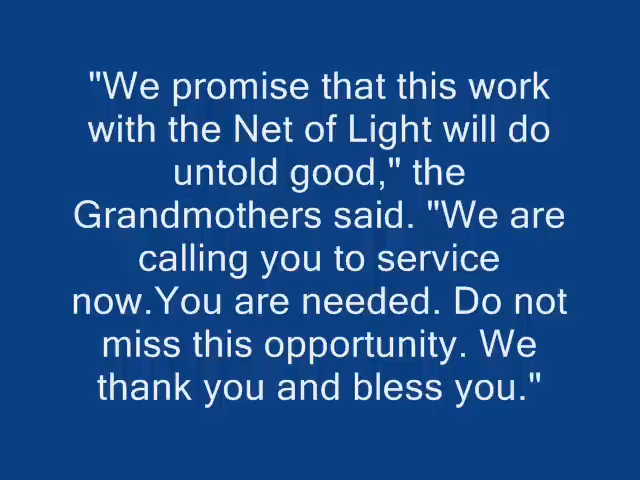 "We promise that this work
with the Net of Light will do
untold good," the
Grandmothers said. "We are
calling you to service
now.You are needed. Do not
miss this opportunity. We
thank you and bless you."